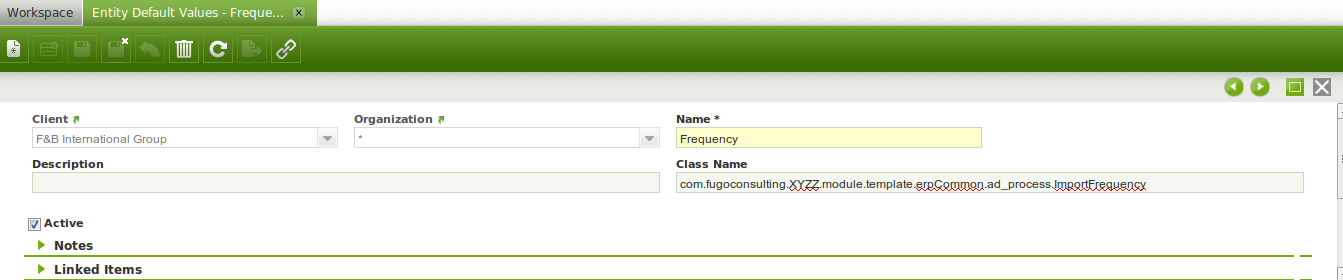 Workspace
Entity Default Values - Freque...
Client
Organization
Name *
F&B International Group
*
Frequency
Description
Class Name
com.fugoconsulting.XYZZ.module.template.erpCommon.ad_process.ImportFrequency
Active
Notes
Linked Items